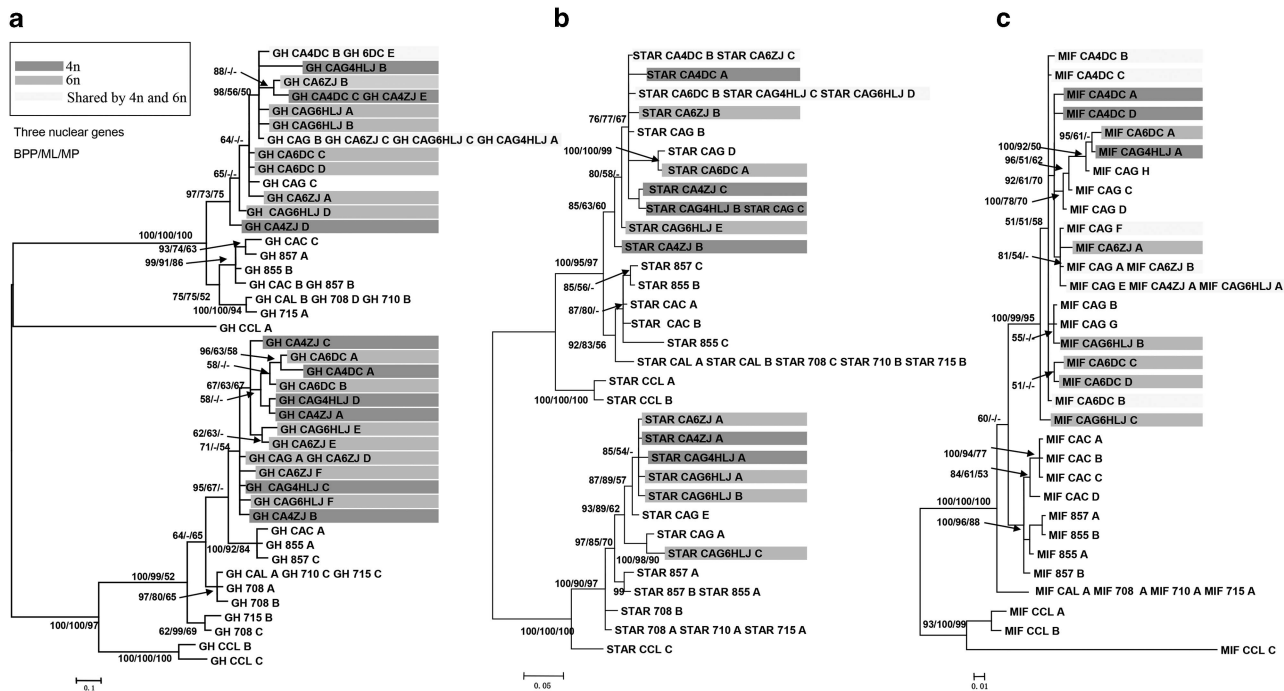 a
4n
6n
Shared by 4n and 6n
Three nuclear genes
BPP/ML/MP
GH CA4DC B GH 6DC E
GH CAG4HLJ B
88/-/-
GH CA6ZJ B
98/56/50
GH CA4DC C GH CA4ZJ E
GH CAG6HLJ A
GH CAG6HLJ B
GH CAG B GH CA6ZJ C GH CAG6HLJ C GH CAG4HLJ A
64/-/-
GH CA6DC C
GH CA6DC D
65/-/-
GH CAG C
97/73/75
GH CA6ZJ A
GH CAG6HLJ D
GH CA4ZJ D
100/100/100
93/74/63
GH CAC C
GH 857 A
99/91/86
GH 855 B
GH CAC B GH 857 B
75/75/52
GH CAL B GH 708 D GH 710 B
100/100/94
GH 715 A
GH CCL A
GH CA4ZJ C
96/63/58
GH CA6DC A
58/-/-
GH CA4DC A
67/63/67
GH CA6DC B
58/-/-
GH CAG4HLJ D
GH CA4ZJ A
GH CAG6HLJ E
62/63/-
GH CA6ZJ E
71/-/54
GH CAG A GH CA6ZJ D
GH CA6ZJ F
GH CAG4HLJ C
95/67/-
GH CAG6HLJ F
GH CA4ZJ B
GH CAC A
64/-/65
GH 855 A
100/92/84
GH 857 C
100/99/52
GH CAL A GH 710 C GH 715 C
GH 708 A
97/80/65
GH 708 B
GH 715 B
62/99/69
GH 708 C
100/100/97
GH CCL B
100/100/100
GH CCL C
0.1
b
STAR CA4DC B STAR CA6ZJ C
STAR CA4DC A
STAR CA6DC B STAR CAG4HLJ C STAR CAG6HLJ D
STAR CA6ZJ B
76/77/67
STAR CAG B
STAR CAG D
100/100/99
STAR CA6DC A
80/58/-
STAR CA4ZJ C
85/63/60
STAR CAG4HLJ B STAR CAG C
STAR CAG6HLJ E
STAR CA4ZJ B
100/95/97
STAR 857 C
85/56/-
STAR 855 B
87/80/-
STAR CAC A
STAR CAC B
92/83/56
STAR 855 C
STAR CAL A STAR CAL B STAR 708 C STAR 710 B STAR 715 B
STAR CCL A
100/100/100
STAR CCL B
STAR CA6ZJ A
STAR CA4ZJ A
85/54/-
STAR CAG4HLJ A
87/89/57
STAR CAG6HLJ A
STAR CAG6HLJ B
93/89/62
STAR CAG E
STAR CAG A
97/85/70
STAR CAG6HLJ C
100/98/90
STAR 857 A
100/90/97
99
STAR 857 B STAR 855 A
STAR 708 B
STAR 708 A STAR 710 A STAR 715 A
100/100/100
STAR CCL C
0.05
c
MIF CA4DC B
MIF CA4DC C
MIF CA4DC A
MIF CA4DC D
95/61/-
MIF CA6DC A
100/92/50
MIF CAG4HLJ A
96/51/62
MIF CAG H
92/61/70
MIF CAG C
100/78/70
MIF CAG D
51/51/58
MIF CAG F
MIF CA6ZJ A
81/54/-
MIF CAG A MIF CA6ZJ B
MIF CAG E MIF CA4ZJ A MIF CAG6HLJ A
MIF CAG B
100/99/95
MIF CAG G
55/-/-
MIF CAG6HLJ B
MIF CA6DC C
51/-/-
MIF CA6DC D
MIF CA6DC B
60/-/-
MIF CAG6HLJ C
MIF CAC A
100/94/77
MIF CAC B
84/61/53
MIF CAC C
MIF CAC D
100/100/100
MIF 857 A
100/96/88
MIF 855 B
MIF 855 A
MIF 857 B
MIF CAL A MIF 708 A MIF 710 A MIF 715 A
MIF CCL A
93/100/99
MIF CCL B
MIF CCL C
0.01